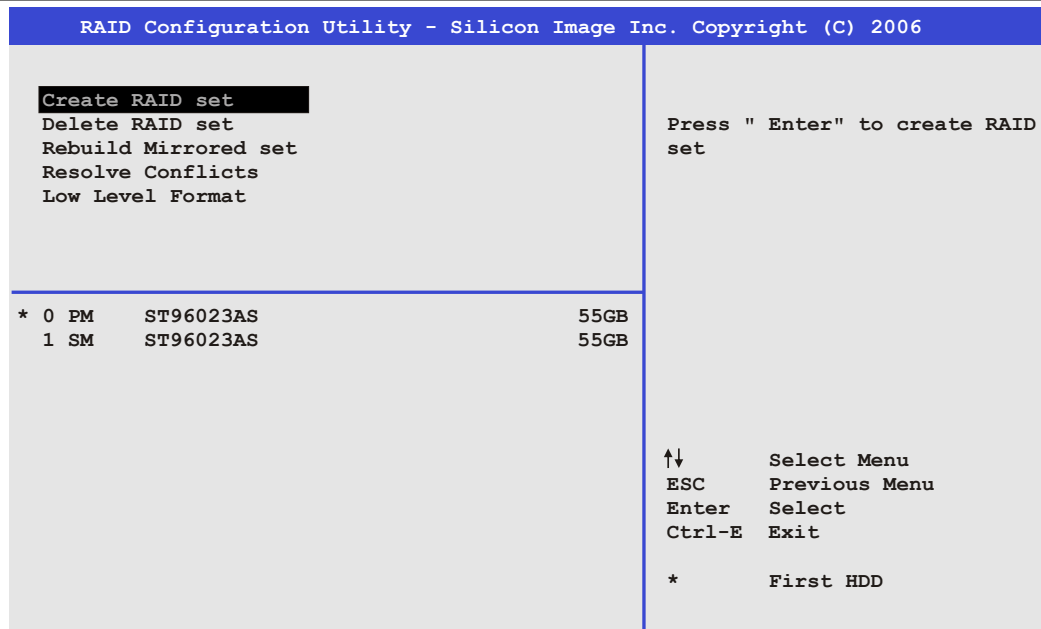 RAID Configuration Utility - Silicon Image Inc. Copyright (C) 2006
Create RAID set
Delete RAID set
Rebuild Mirrored set
Resolve Conflicts
Low Level Format
Press " Enter" to create RAID
set
* 0 PM ST96023AS 55GB
1 SM ST96023AS 55GB
↑↓ Select Menu
ESC Previous Menu
Enter Select
Ctrl-E Exit
* First HDD